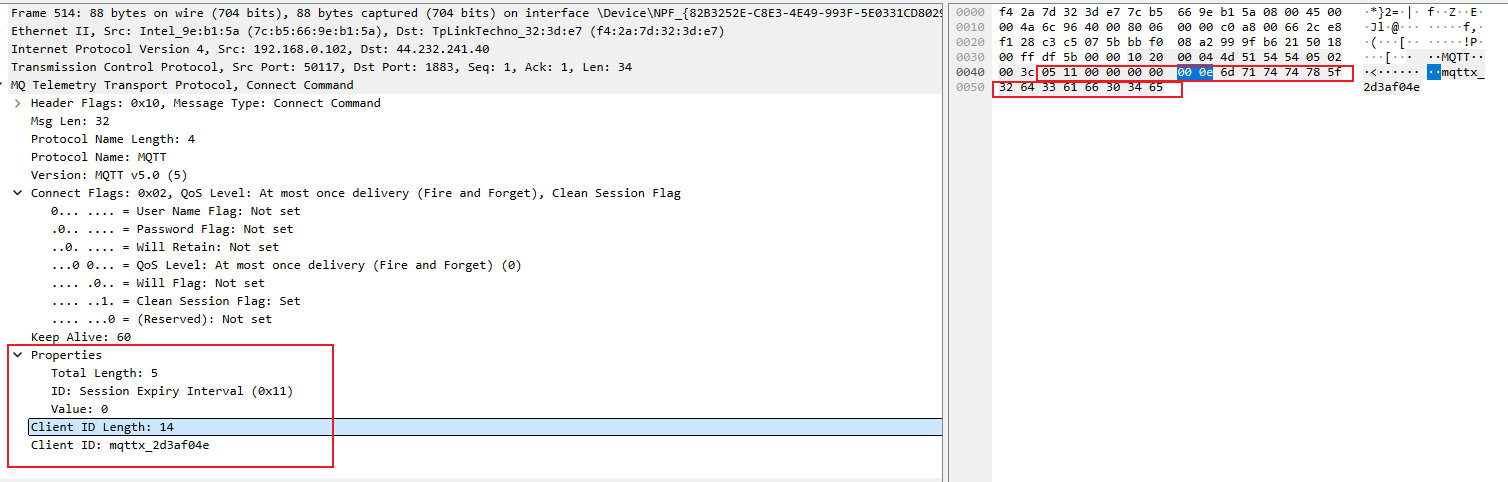 Frame 514: 88 bytes on wire (704 bits), 88 bytes captured (704 bits) on interface \Device\NPF_{82B3252E-C8E3-4E49-993F-5E0331CD8029
Ethernet II, Src: Intel_9e:b1:5a (7c:b5:66:9e:b1:5a), Dst: TpLinkTechno_32:3d:e7 (f4:2a:7d:32:3d:e7)
Internet Protocol Version 4, Src: 192.168.0.102, Dst: 44.232.241.40
Transmission Control Protocol, Src Port: 50117, Dst Port: 1883, Seq: 1, Ack: 1, Len: 34
MQ Telemetry Transport Protocol, Connect Command
Header Flags: 0x10, Message Type: Connect Command
Msg Len: 32
Protocol Name Length: 4
Protocol Name: MQTT
Version: MQTT v5.0 (5)
Connect Flags: 0x02, QoS Level: At most once delivery (Fire and Forget), Clean Session Flag
0... .... = User Name Flag: Not set
.0.. .... = Password Flag: Not set
..0. .... = Will Retain: Not set
...0 0... = QoS Level: At most once delivery (Fire and Forget) (0)
.... .0.. = Will Flag: Not set
.... ..1. = Clean Session Flag: Set
.... ...0 = (Reserved): Not set
Keep Alive: 60
Properties
Total Length: 5
ID: Session Expiry Interval (0x11)
Value: 0
Client ID Length: 14
Client ID: mqttx_2d3af04e
0000 f4 2a 7d 32 3d e7 7c b5 66 9e b1 5a 08 00 45 00 ·*}2=·|· f··Z··E·
0010 00 4a 6c 96 40 00 80 06 00 00 c0 a8 00 66 2c e8 ·Jl·@··· ·····f,·
0020 f1 28 c3 c5 07 5b bb f0 08 a2 99 9f b6 21 50 18 ·(···[·· ·····!P·
0030 00 ff df 5b 00 00 10 20 00 04 4d 51 54 54 05 02 ···[··· ··MQTT··
0040 00 3c 05 11 00 00 00 00 00 0e 6d 71 74 74 78 5f ·<······ ··mqttx_
0050 32 64 33 61 66 30 34 65 2d3af04e